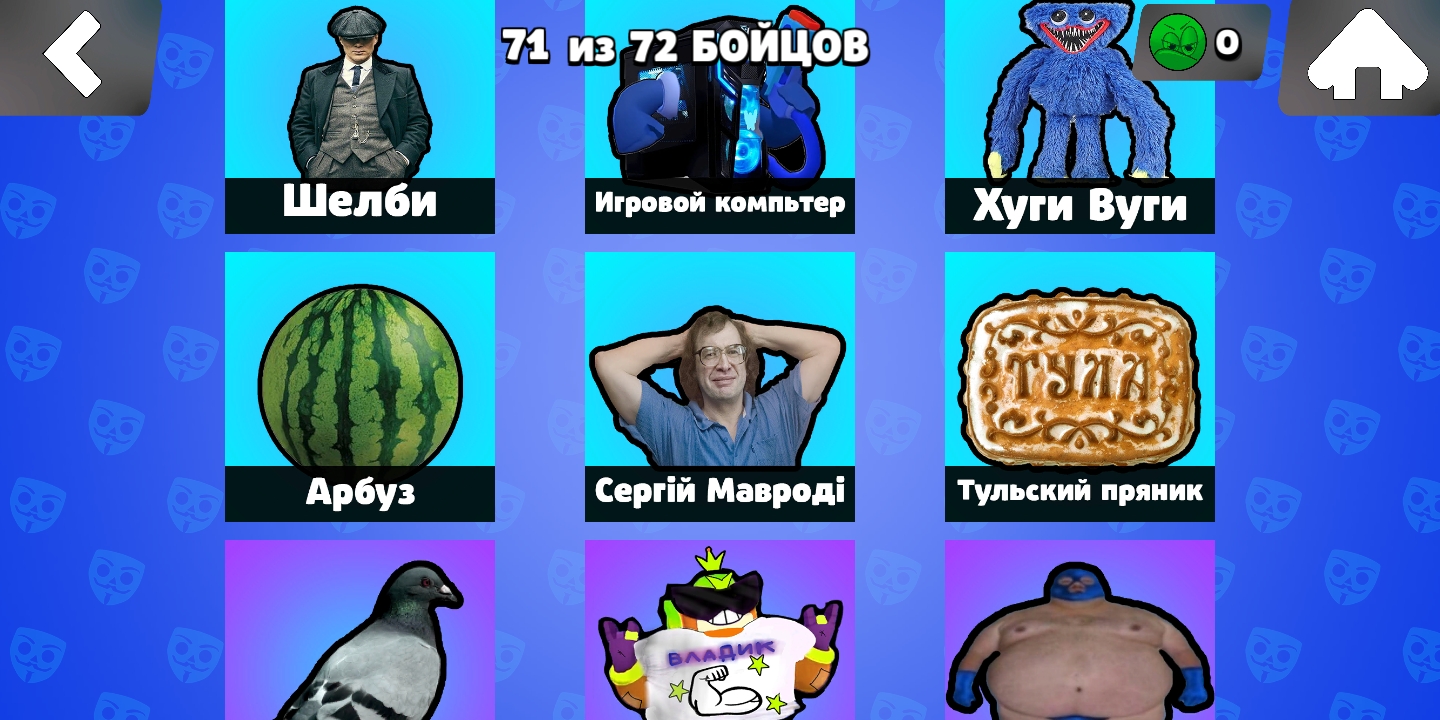 71 из 72 БОЙЦОВ
0
Шелби
Игровой компьтер
Хуги Вуги
ТУЛА
Арбуз
Сергій Мавроді
Тульский пряник
ВЛАДИК